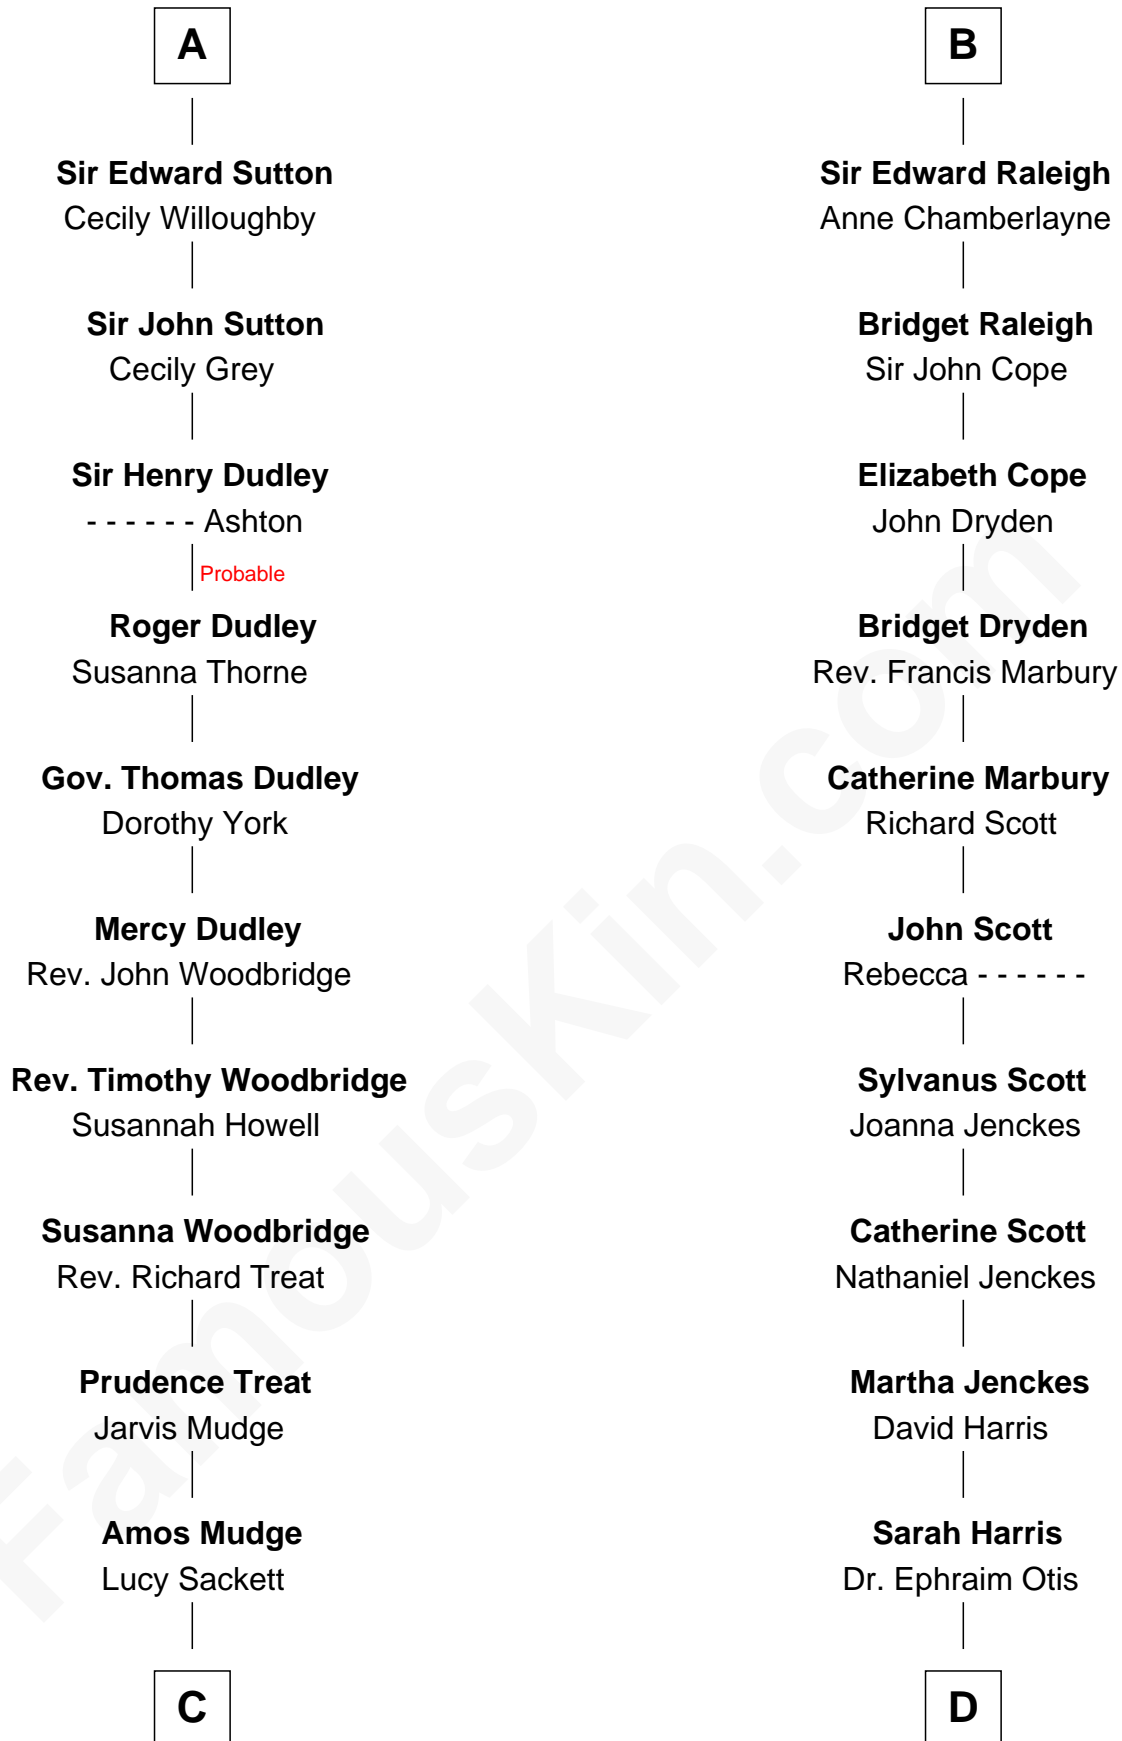 A
Sir Edward Sutton
Cecily Willoughby
Sir John Sutton
Cecily Grey
Sir Henry Dudley
- - - - - - Ashton
Probable
Roger Dudley
Susanna Thorne
Gov. Thomas Dudley
Dorothy York
Mercy Dudley
Rev. John Woodbridge
Rev. Timothy Woodbridge
Susannah Howell
Susanna Woodbridge
Rev. Richard Treat
Prudence Treat
Jarvis Mudge
Amos Mudge
Lucy Sackett
C
B
Sir Edward Raleigh
Anne Chamberlayne
Bridget Raleigh
Sir John Cope
Elizabeth Cope
John Dryden
Bridget Dryden
Rev. Francis Marbury
Catherine Marbury
Richard Scott
John Scott
Rebecca - - - - - -
Sylvanus Scott
Joanna Jenckes
Catherine Scott
Nathaniel Jenckes
Martha Jenckes
David Harris
Sarah Harris
Dr. Ephraim Otis
D
FamousKin.com